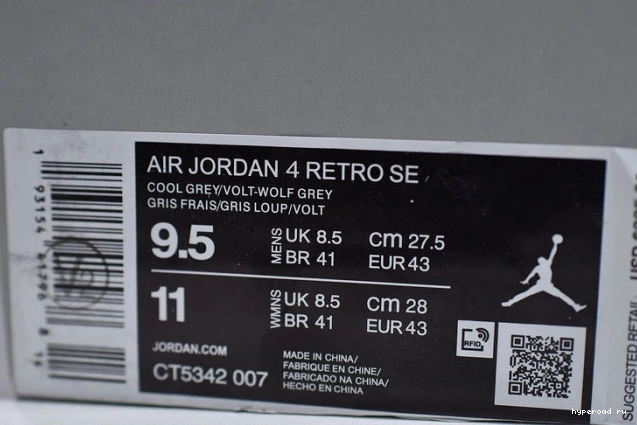 AIR JORDAN 4 RETRO SE
COOL GREY/VOLT-WOLF GREY
GRIS FRAIS/GRIS LOUP/VOLT
9.5 MENS UK 8.5 cm 27.5
BR 41 EUR 43
11 WMNS UK 8.5 cm 28
BR 41 EUR 43
JORDAN.COM
CT5342 007
MADE IN CHINA/
FABRIQUE EN CHINE/
FABRICADO NA CHINA/
HECHO EN CHINA
RFID
SUGGESTED RETAIL
hyperoad.ru